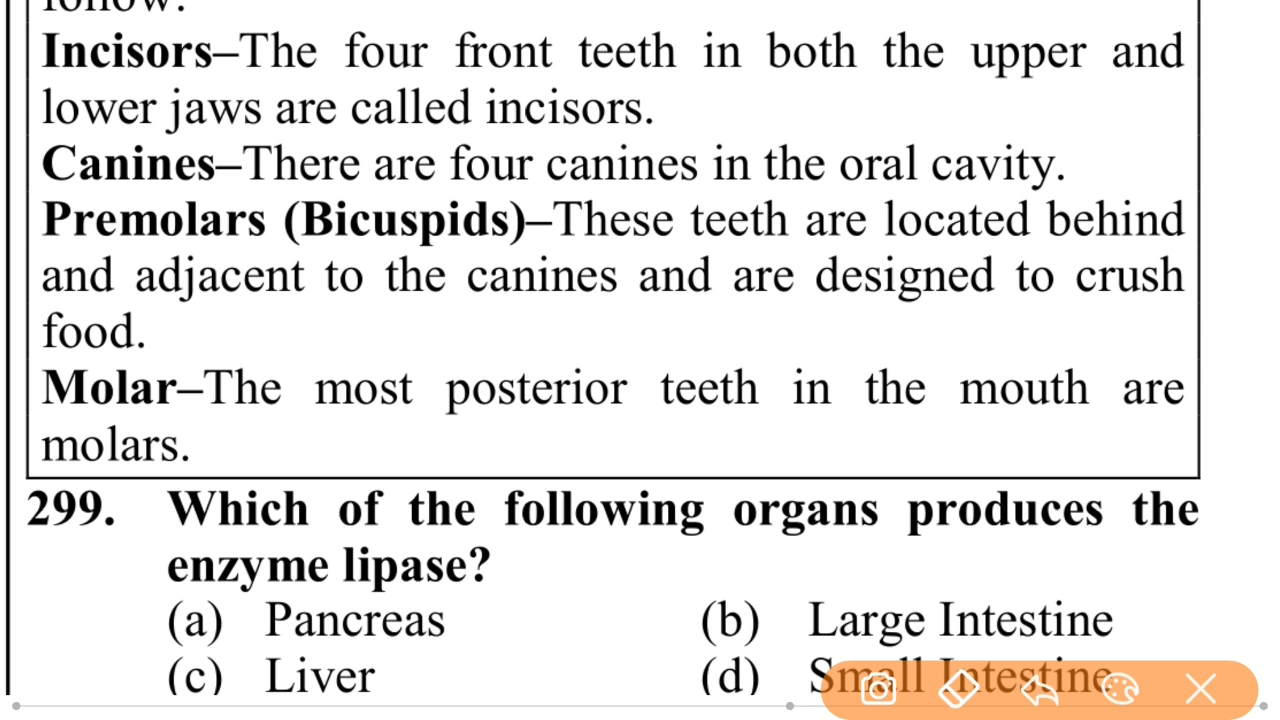 follow:
Incisors–The four front teeth in both the upper and
lower jaws are called incisors.
Canines–There are four canines in the oral cavity.
Premolars (Bicuspids)–These teeth are located behind
and adjacent to the canines and are designed to crush
food.
Molar–The most posterior teeth in the mouth are
molars.
299. Which of the following organs produces the
enzyme lipase?
(a) Pancreas (b) Large Intestine
(c) Liver (d) Small Intestine